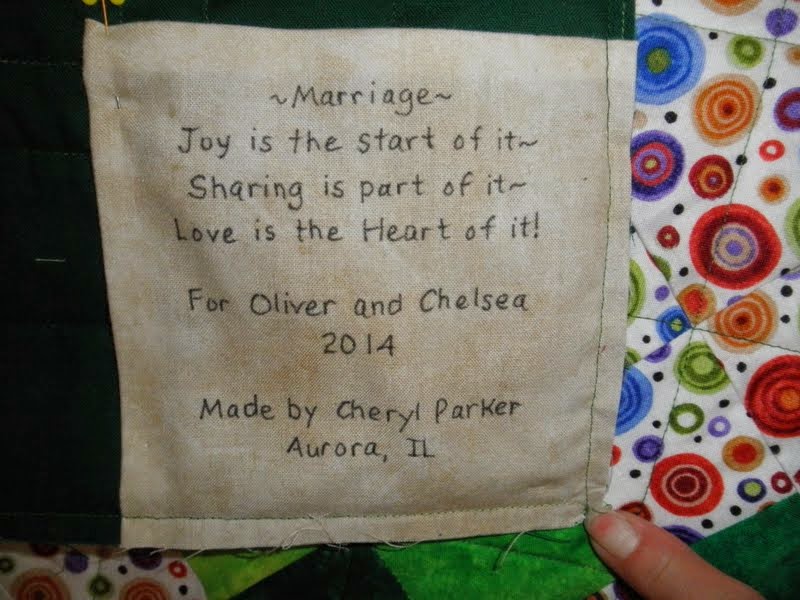 ~Marriage~
Joy is the start of it~
Sharing is part of it~
Love is the Heart of it!
For Oliver and Chelsea
2014
Made by Cheryl Parker
Aurora, IL